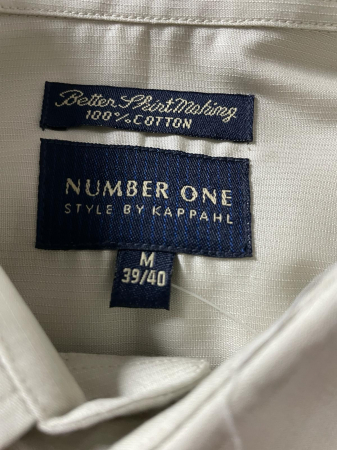 Better Shirt Making
100% COTTON
NUMBER ONE
STYLE BY KAPPAHL
M
39/40